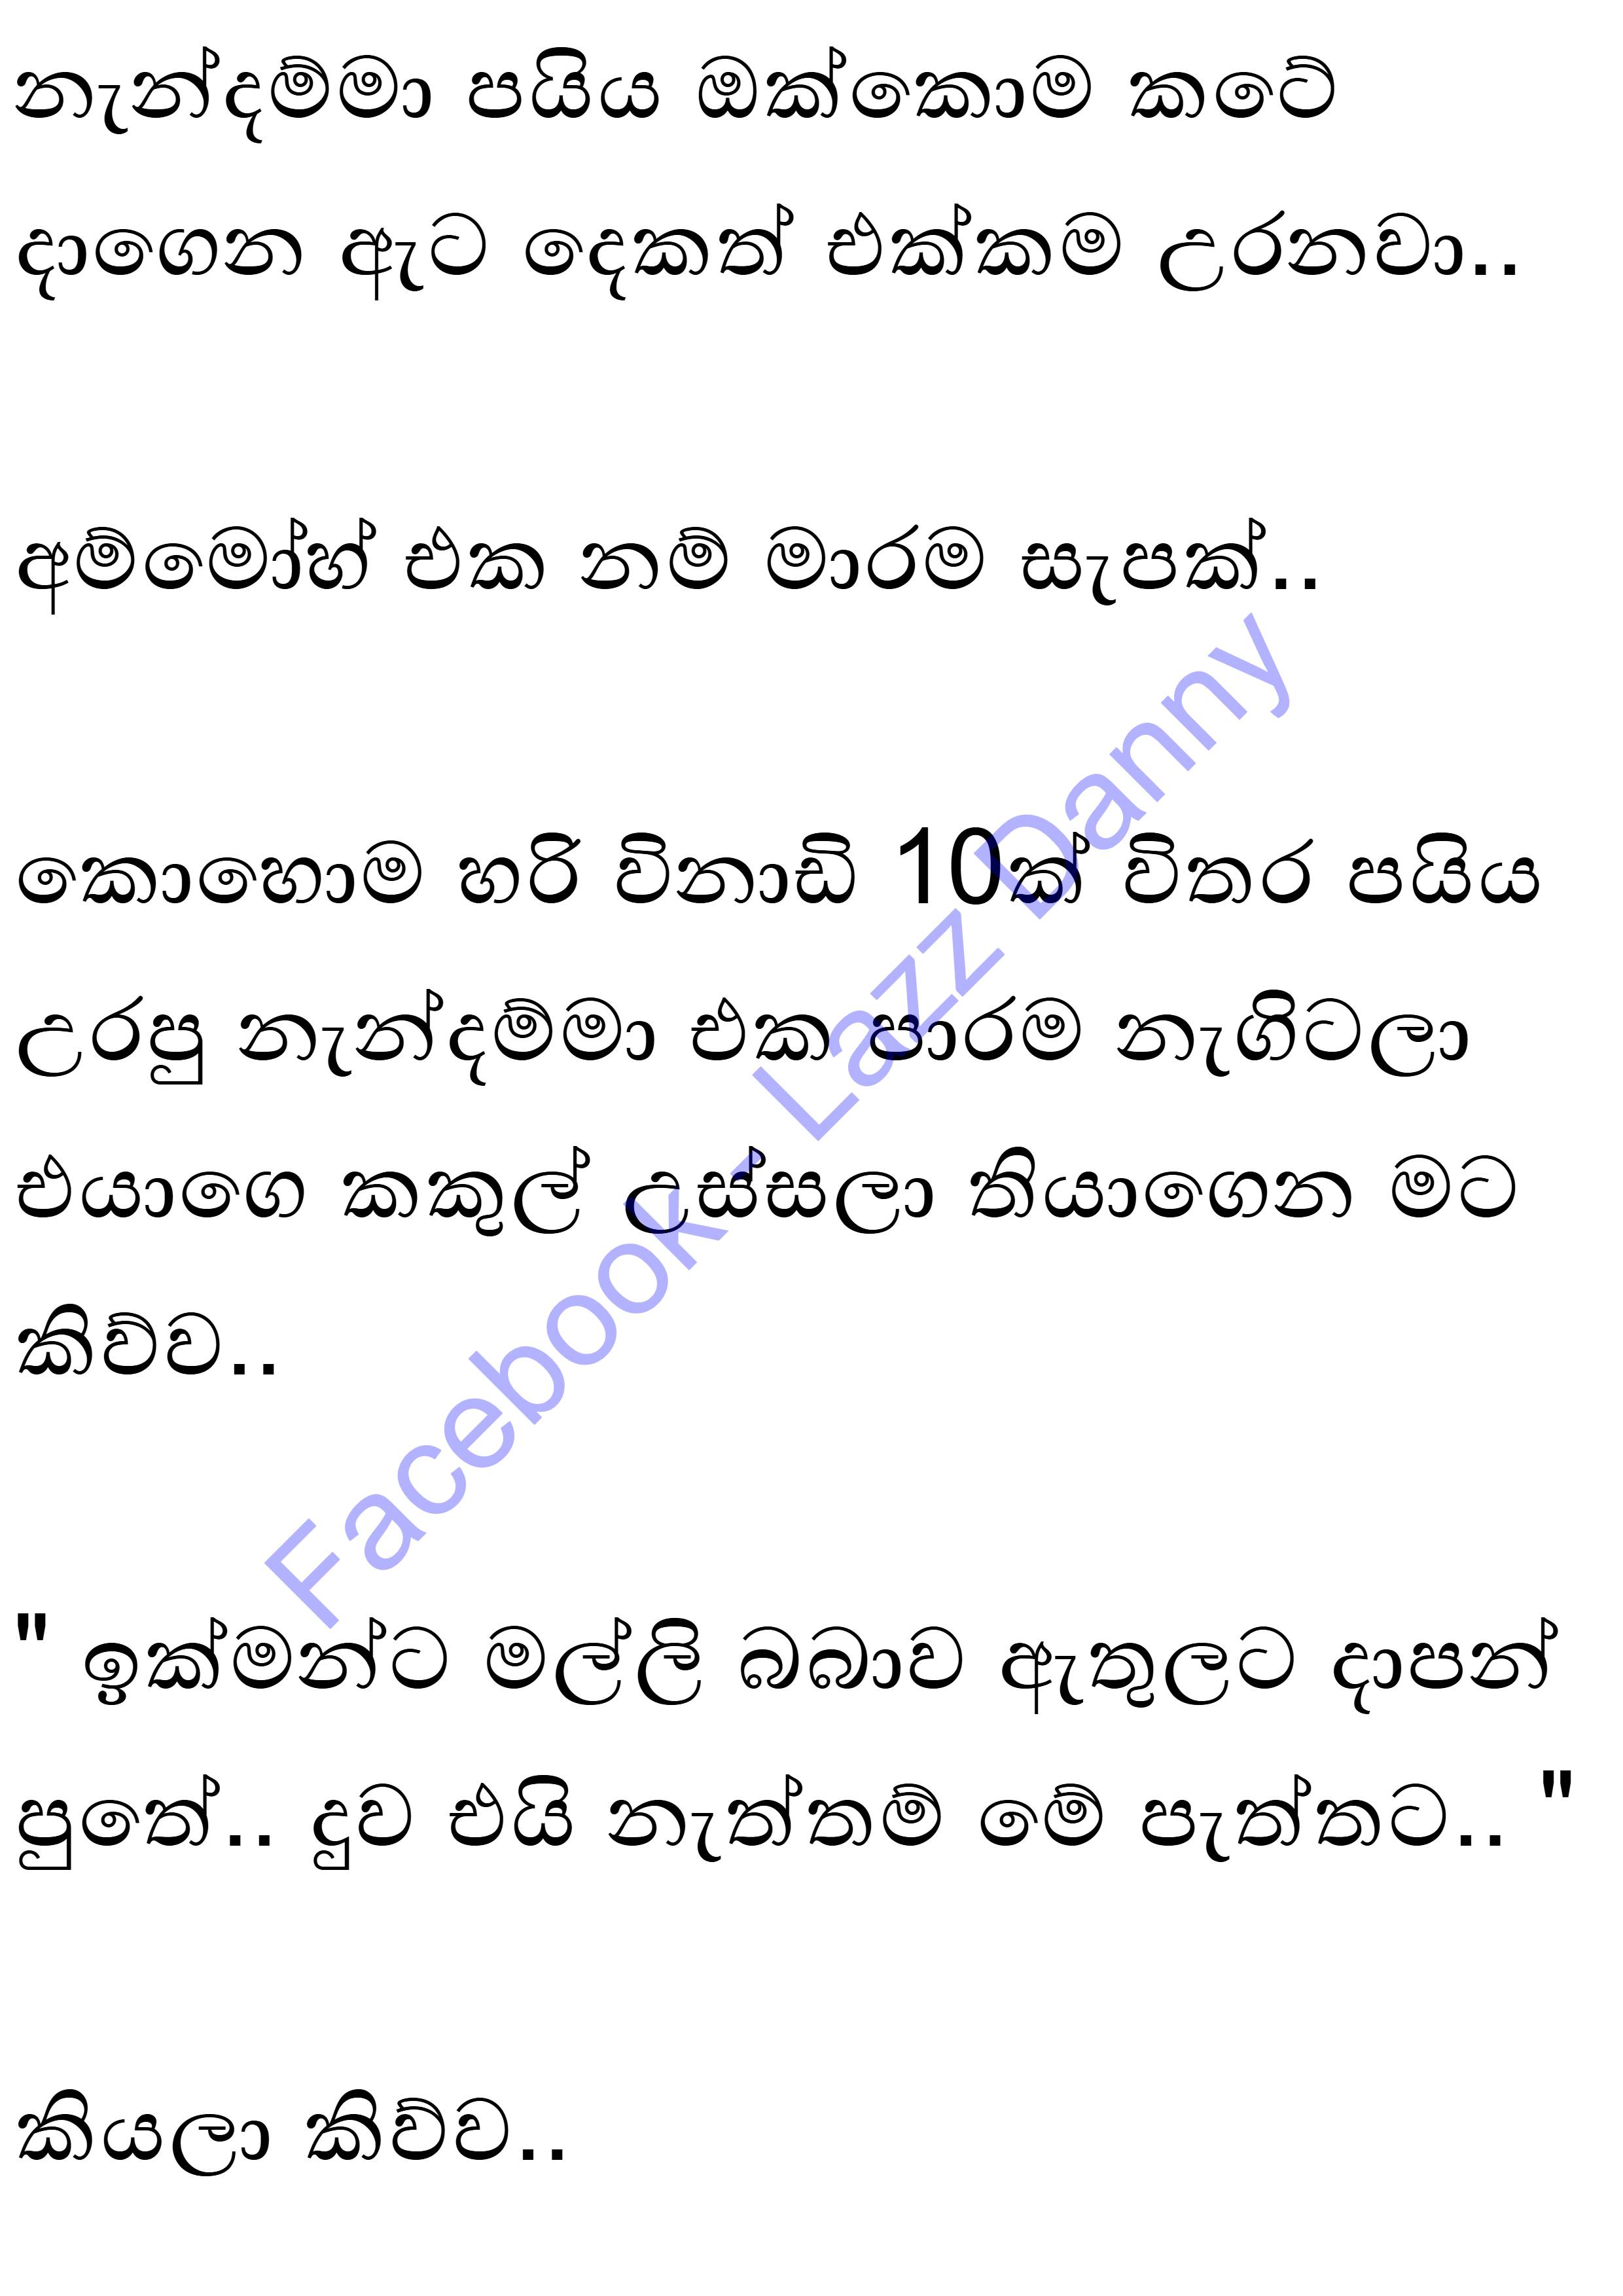 නැන්දම්මා පයිය ඔක්කොම කටේ
දාගෙන ඇට දෙකත් එක්කම උරනවා..
අම්මෝහ් එක නම් මාරම සැපක්..
කොහොම හරි විනාඩි 10ක් විතර පයිය
උරපු නැන්දම්මා එක පාරම නැගිටලා
එයාගෙ කකුල් උස්සලා තියාගෙන මට
කිව්ව..
" ඉක්මන්ට මල්ලි බබාව ඇතුලට දාපන්
පුතේ.. දුව එයි නැත්තම් මේ පැත්තට.. "
කියලා කිව්ව..
Facebook - Lazz Danny